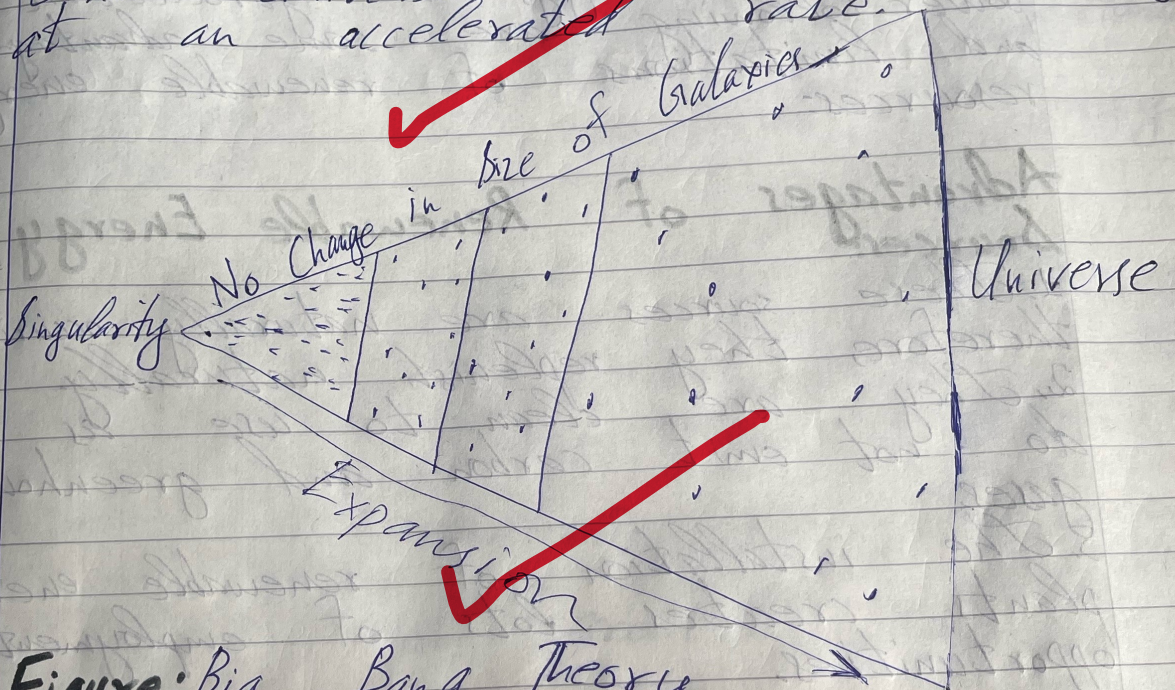 at an accelerated rate.
No Change in Size of Galaxies
Singularity
Universe
Expansion
Figure: Big Bang Theory